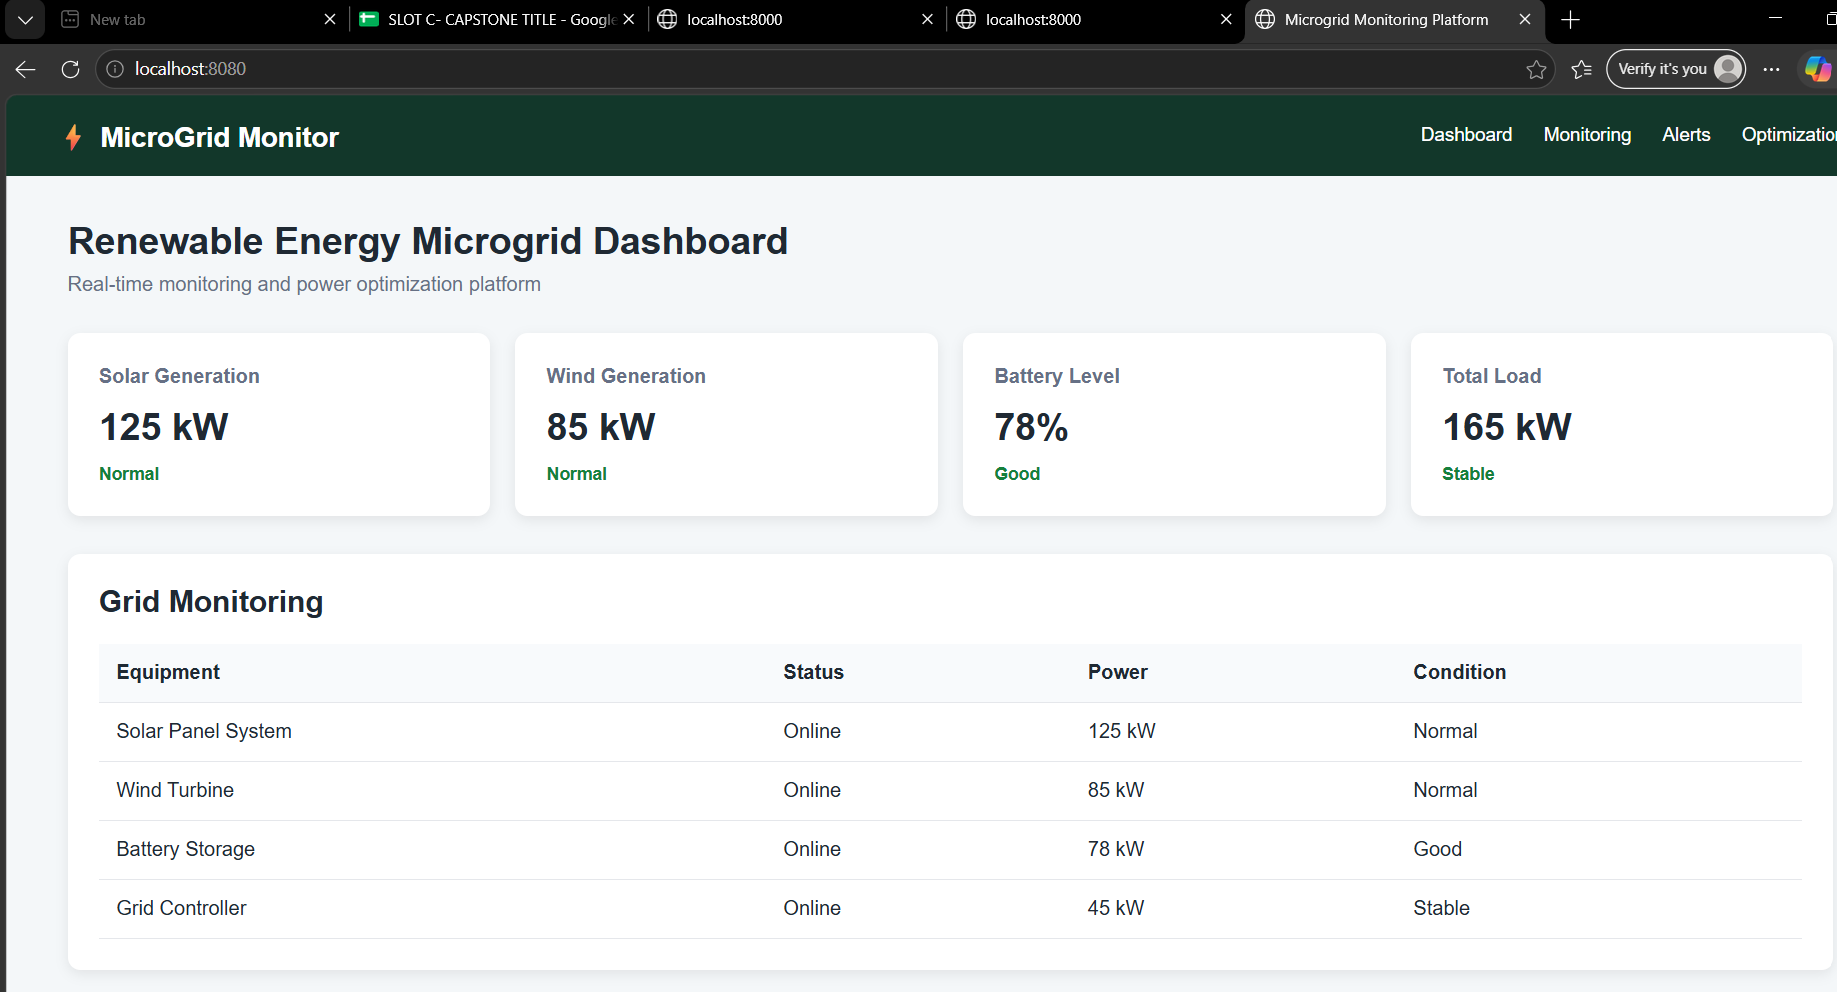 New tab
SLOT C- CAPSTONE TITLE - Google
localhost:8000
localhost:8000
Microgrid Monitoring Platform
localhost:8080
Verify it's you
MicroGrid Monitor
Dashboard Monitoring Alerts Optimizatio
Renewable Energy Microgrid Dashboard
Real-time monitoring and power optimization platform
Solar Generation
125 kW
Normal
Wind Generation
85 kW
Normal
Battery Level
78%
Good
Total Load
165 kW
Stable
Grid Monitoring
Equipment Status Power Condition
Solar Panel System Online 125 kW Normal
Wind Turbine Online 85 kW Normal
Battery Storage Online 78 kW Good
Grid Controller Online 45 kW Stable